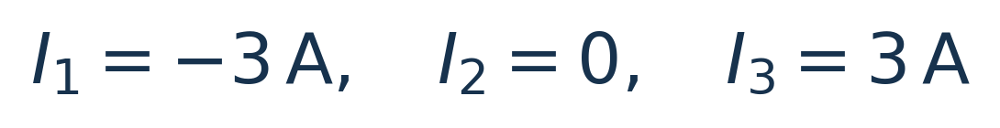 I₁ = −3 A, I₂ = 0, I₃ = 3 A